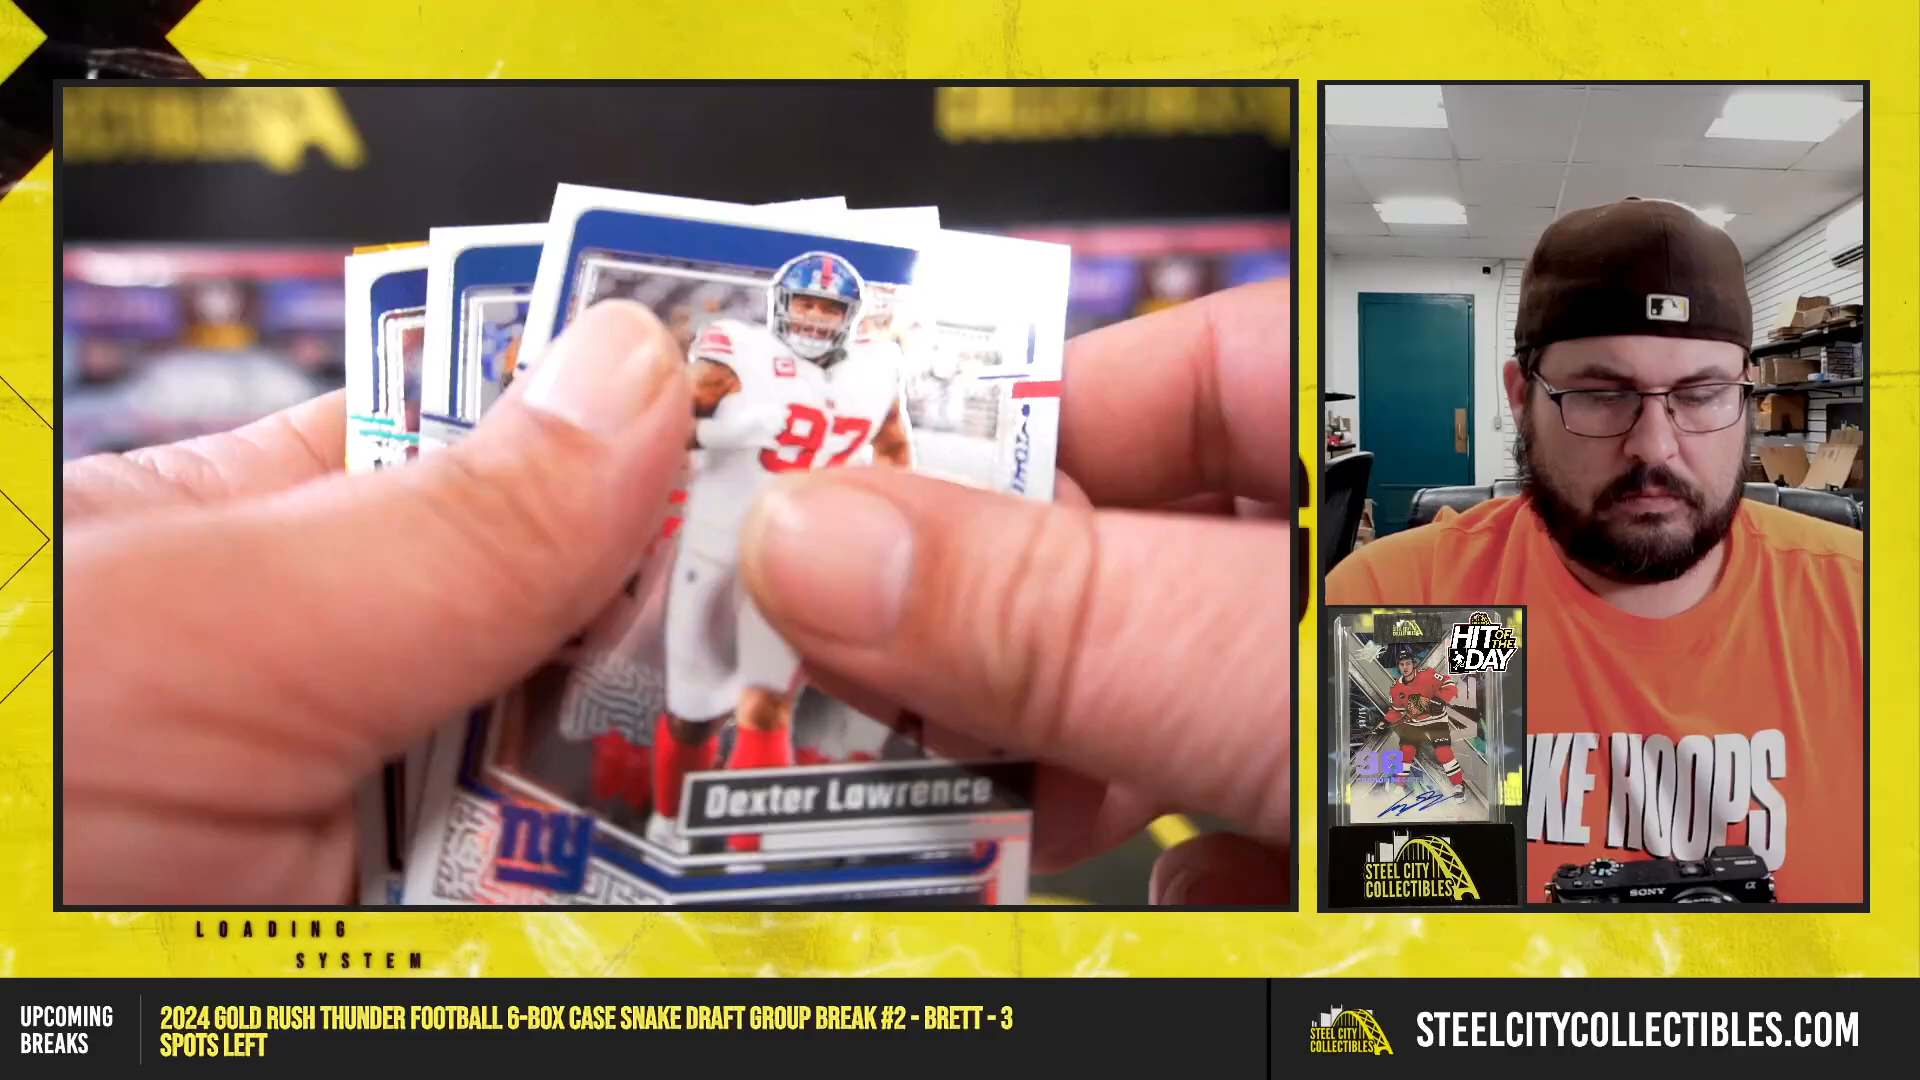 COLLECTIBLES
97
Dexter Lawrence
ny
HIT OF THE DAY
98
STEEL CITY
COLLECTIBLES
KE HOOPS
SONY
α
LOADING
SYSTEM
UPCOMING
BREAKS
2024 GOLD RUSH THUNDER FOOTBALL 6-BOX CASE SNAKE DRAFT GROUP BREAK #2 - BRETT - 3
SPOTS LEFT
STEEL CITY
COLLECTIBLES
STEELCITYCOLLECTIBLES.COM